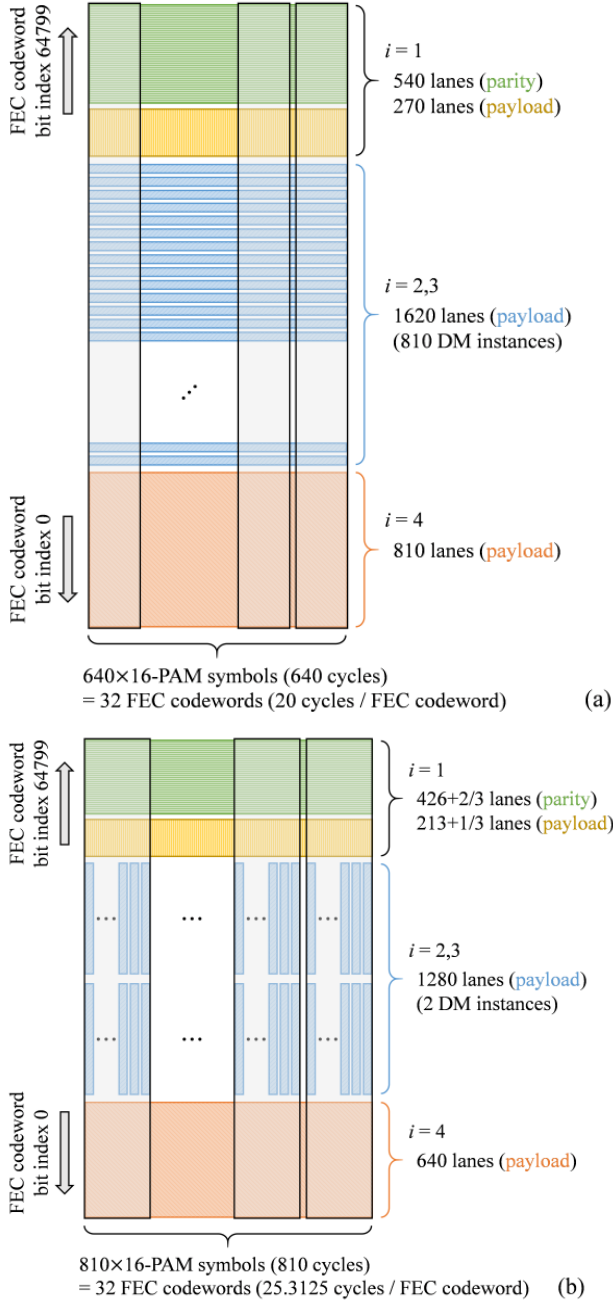 FEC codeword
bit index 64799
i = 1
540 lanes (parity)
270 lanes (payload)
i = 2,3
1620 lanes (payload)
(810 DM instances)
FEC codeword
bit index 0
i = 4
810 lanes (payload)
640×16-PAM symbols (640 cycles)
= 32 FEC codewords (20 cycles / FEC codeword)
(a)
FEC codeword
bit index 64799
i = 1
426+2/3 lanes (parity)
213+1/3 lanes (payload)
i = 2,3
1280 lanes (payload)
(2 DM instances)
FEC codeword
bit index 0
i = 4
640 lanes (payload)
810×16-PAM symbols (810 cycles)
= 32 FEC codewords (25.3125 cycles / FEC codeword)
(b)